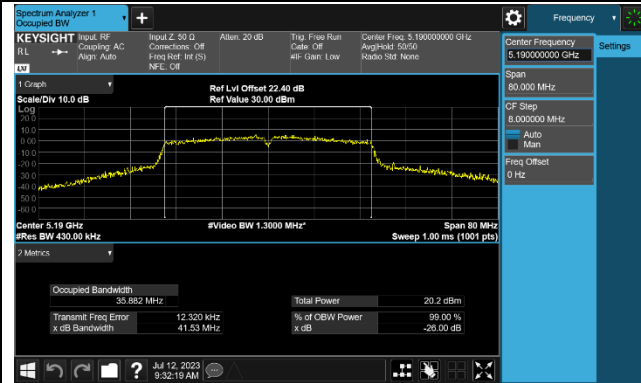 Spectrum Analyzer 1
Occupied BW
Frequency
KEYSIGHT
RL
LXI
Input: RF
Coupling: AC
Align: Auto
Input Z: 50 Ω
Corrections: Off
Freq Ref: Int (S)
NFE: Off
Atten: 20 dB
Trig: Free Run
Gate: Off
#IF Gain: Low
Center Freq: 5.190000000 GHz
Avg|Hold: 50/50
Radio Std: None
Center Frequency
5.190000000 GHz
Settings
Span
80.000 MHz
CF Step
8.000000 MHz
Auto
Man
Freq Offset
0 Hz
1 Graph
Scale/Div 10.0 dB
Ref Lvl Offset 22.40 dB
Ref Value 30.00 dBm
Log
20.0
10.0
0.00
-10.0
-20.0
-30.0
-40.0
-50.0
-60.0
Center 5.19 GHz
#Res BW 430.00 kHz
#Video BW 1.3000 MHz*
Span 80 MHz
Sweep 1.00 ms (1001 pts)
2 Metrics
Occupied Bandwidth
35.882 MHz
Total Power 20.2 dBm
Transmit Freq Error 12.320 kHz
% of OBW Power 99.00 %
x dB Bandwidth 41.53 MHz
x dB -26.00 dB
?
Jul 12, 2023
9:32:19 AM